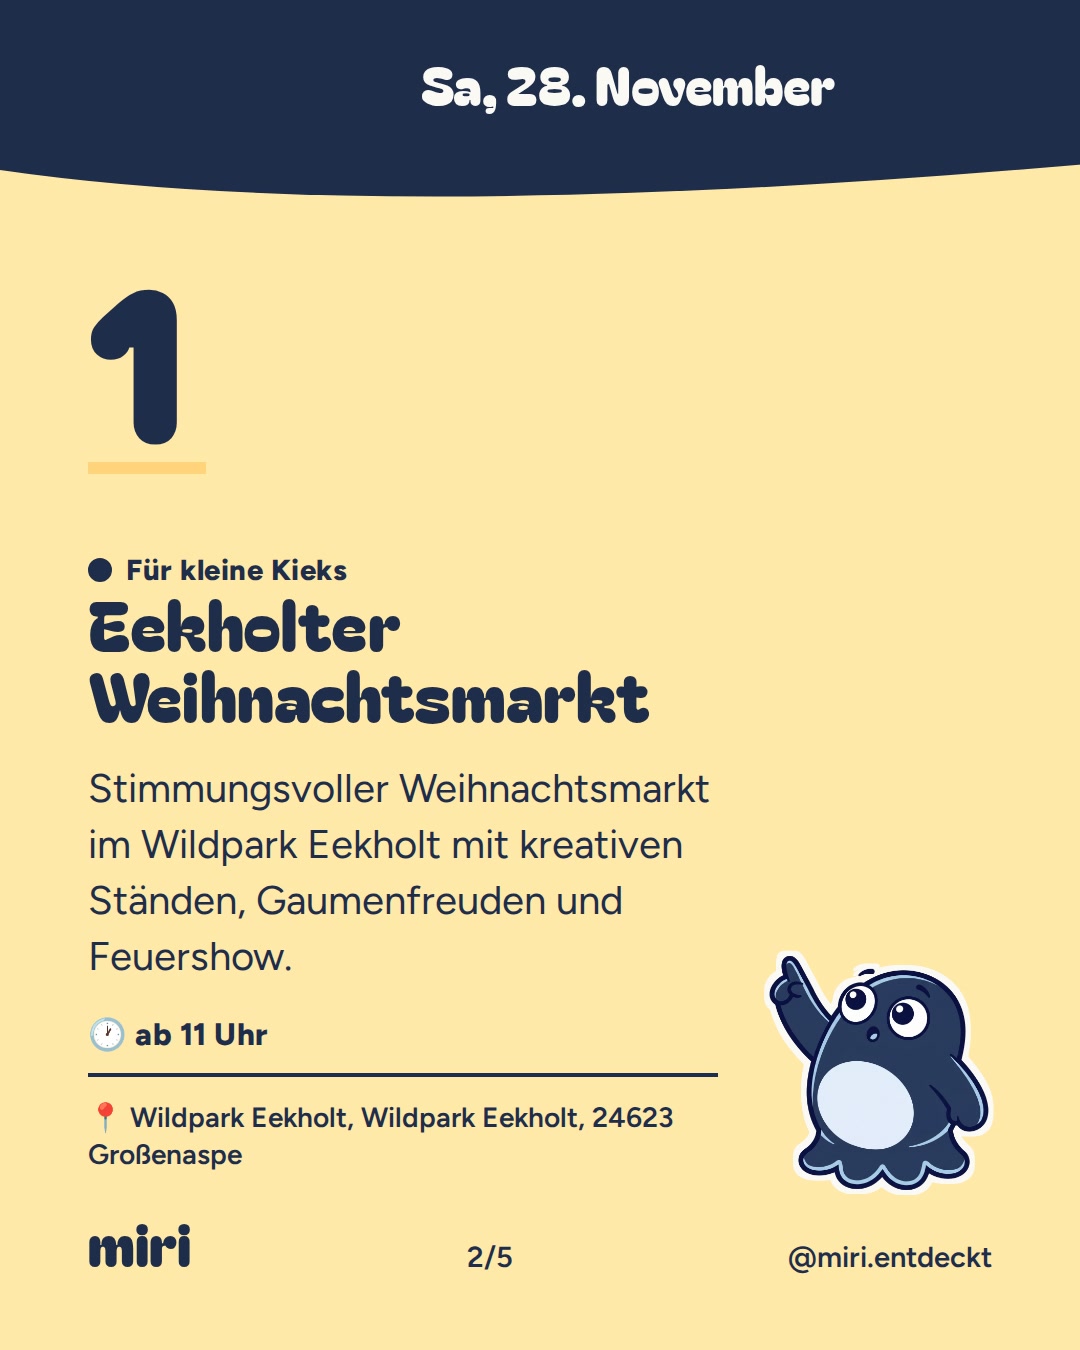 Sa, 28. November
1
Für kleine Kieks
Eekholter
Weihnachtsmarkt
Stimmungsvoller Weihnachtsmarkt
im Wildpark Eekholt mit kreativen
Ständen, Gaumenfreuden und
Feuershow.
🕐 ab 11 Uhr
📍 Wildpark Eekholt, Wildpark Eekholt, 24623
Großenaspe
miri
2/5
@miri.entdeckt